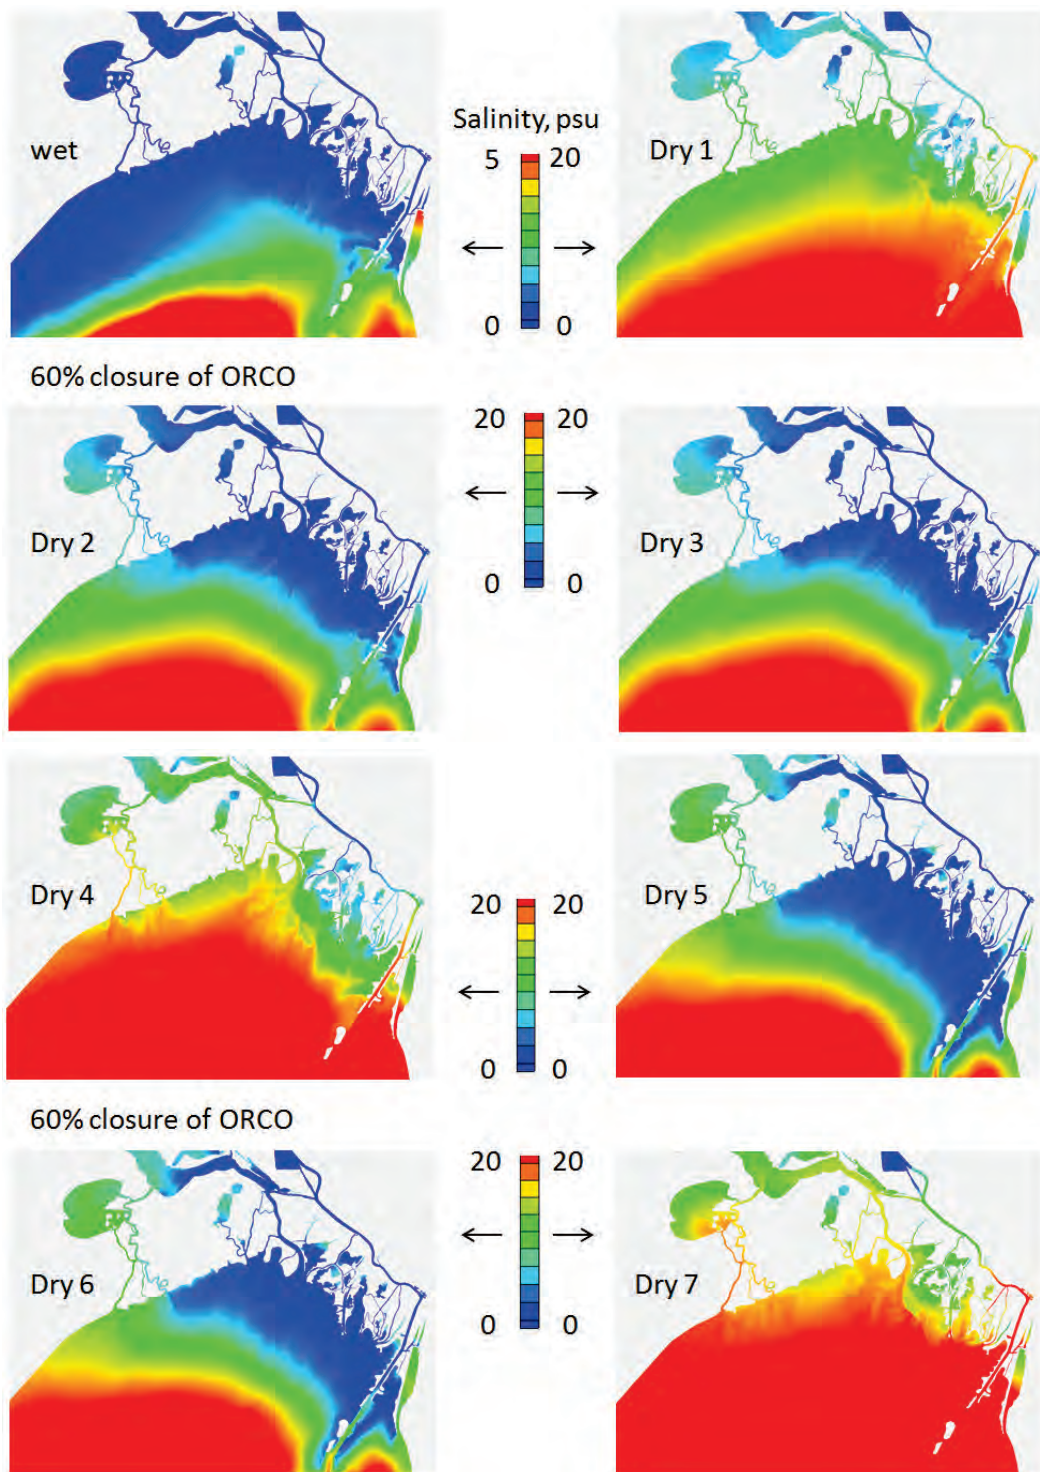 Salinity, psu
wet
5 20
Dry 1
0 0
60% closure of ORCO
20 20
Dry 2
Dry 3
0 0
Dry 4
20 20
Dry 5
0 0
60% closure of ORCO
20 20
Dry 6
Dry 7
0 0